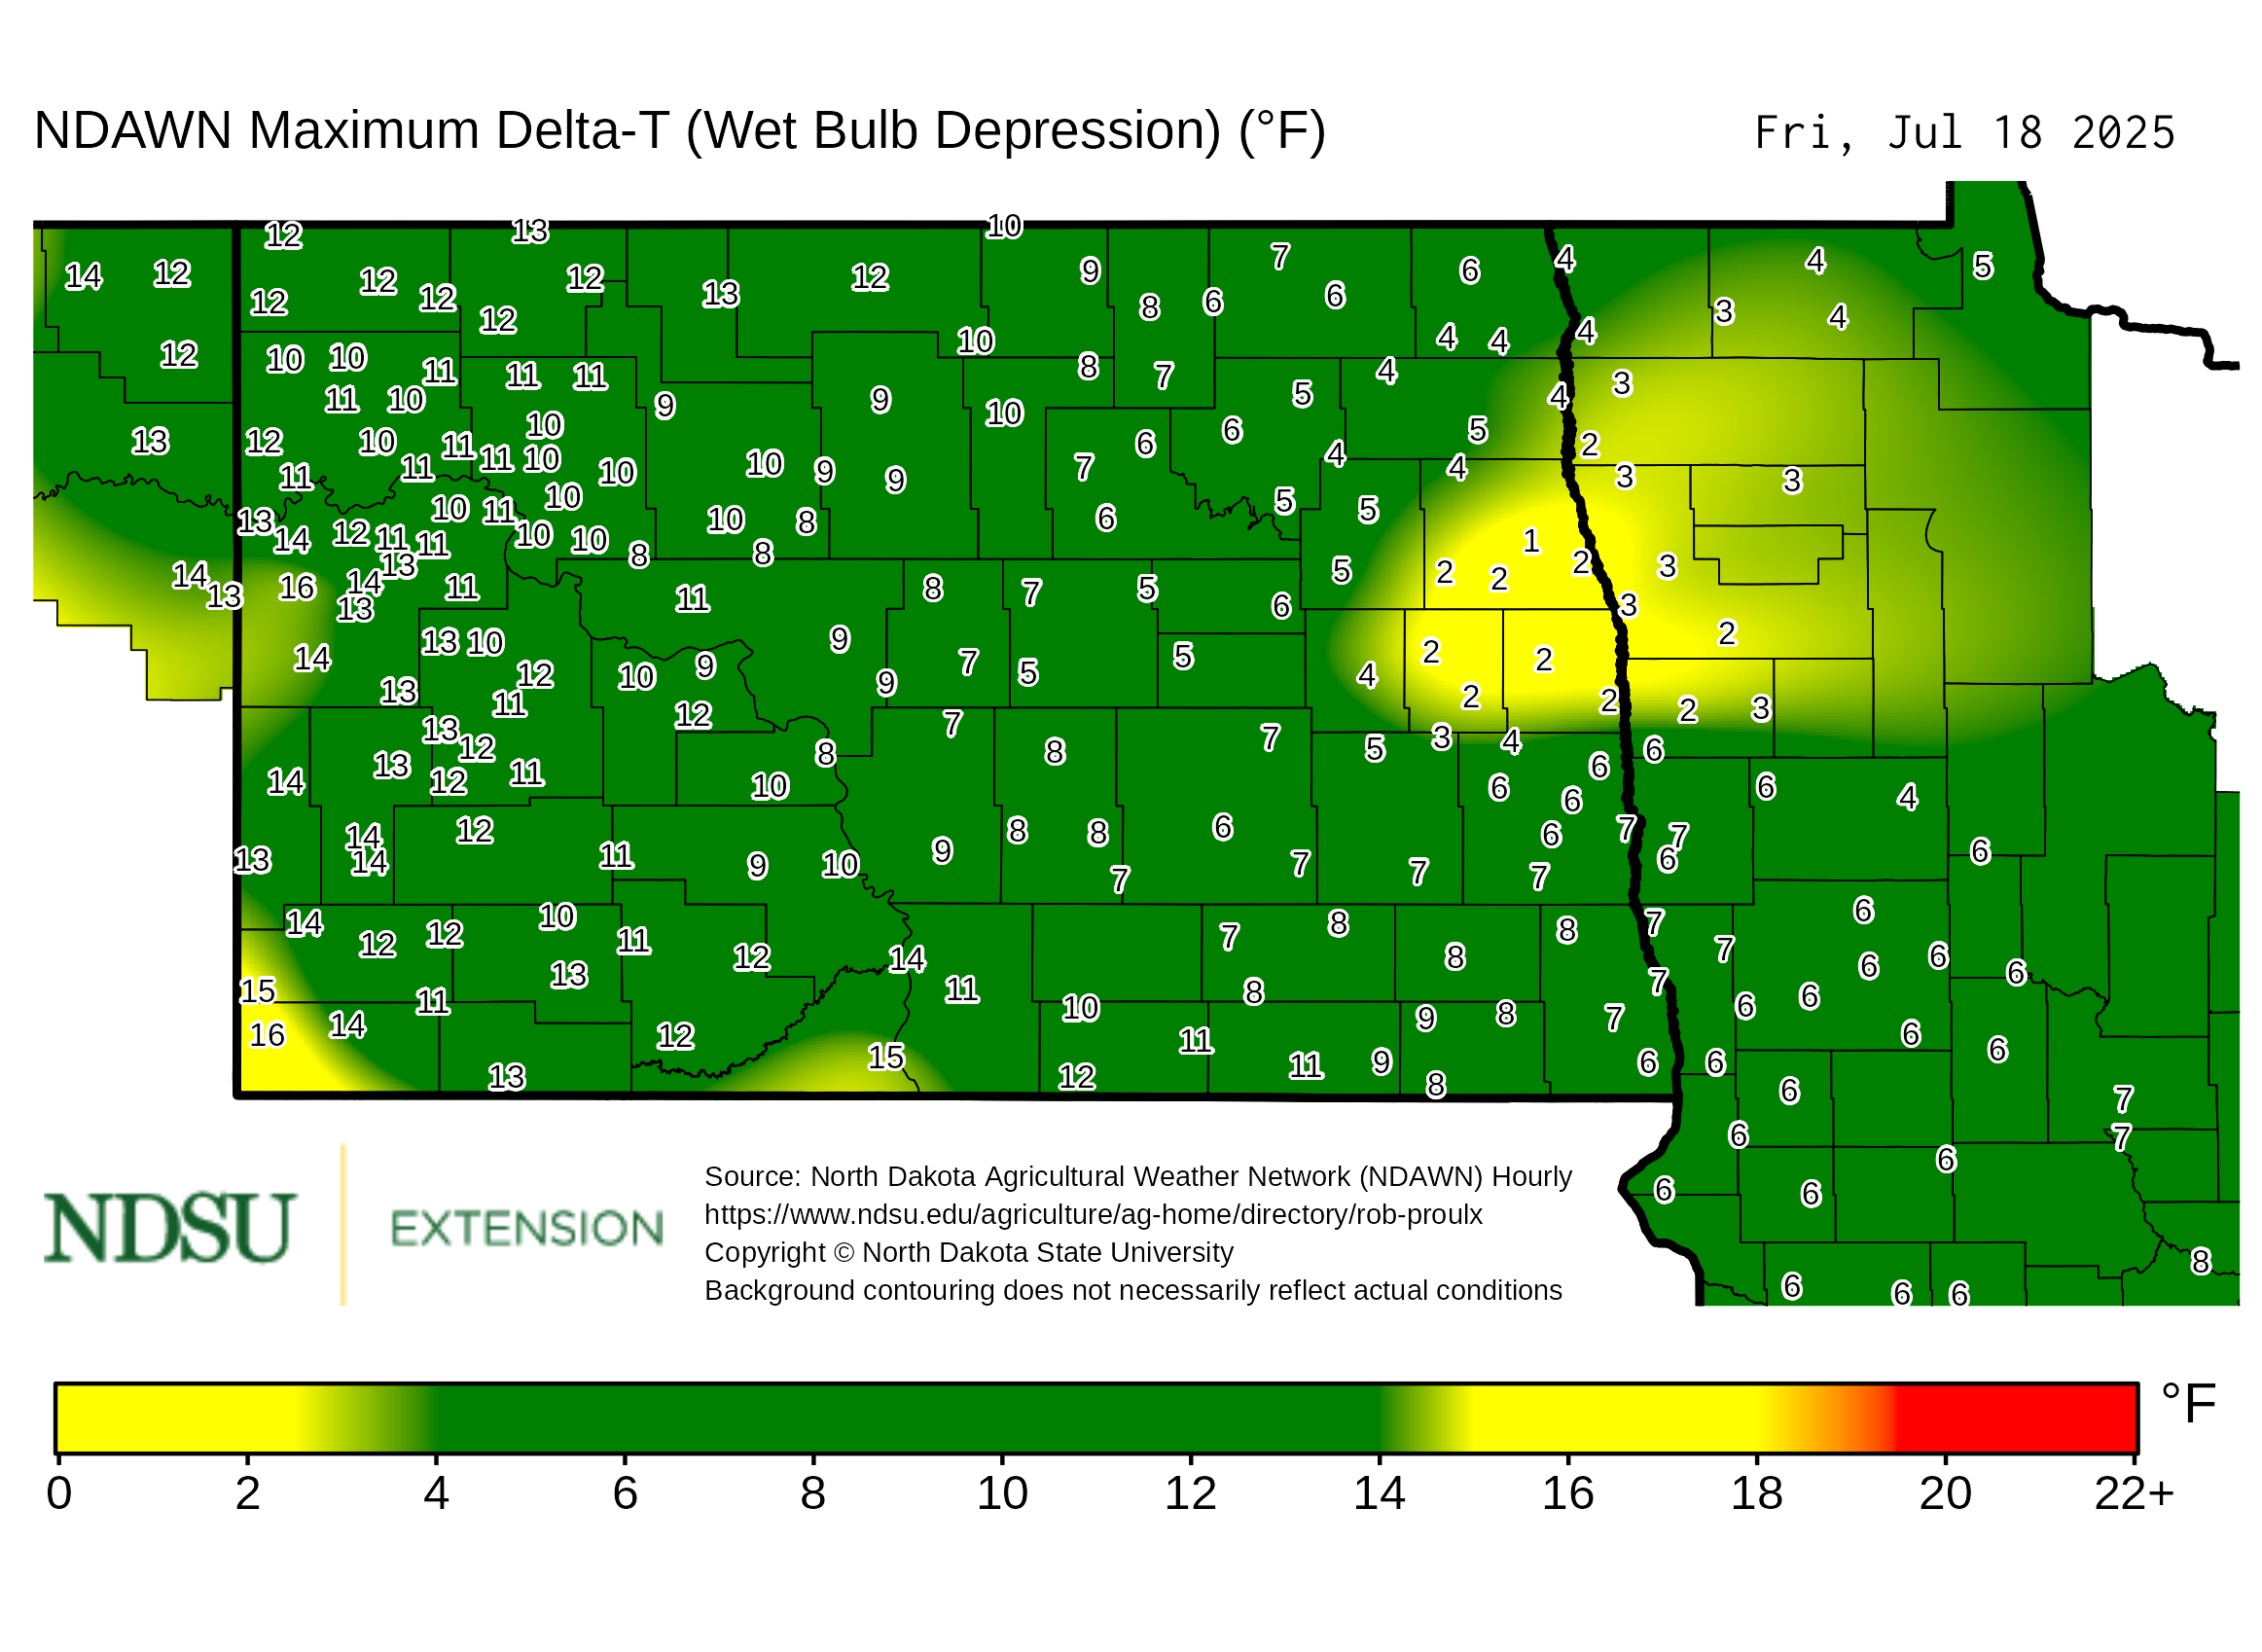 NDAWN Maximum Delta-T (Wet Bulb Depression) (°F)
Fri, Jul 18 2025
12 13 10
14 12 12 12 12 12 13 12 9 7 6 4 4 5
12 12 8 6 6 3 4
12 10 10 11 11 11 10 8 7 4 4 4 4 3
11 10 9 9 10 5 4
13 12 10 11 10 11 10 6 6 5 2
11 11 10 10 9 9 7 4 4 3 3
13 10 11 10 10 8 6 5 5
14 12 11 11 10 10 8 8 1
14 13 16 14 13 13 11 11 8 7 5 6 5 2 2 2 3 3
14 13 10 9 5 2 2 2
13 12 11 10 9 9 7 5 4 2 2
13 12 12 7 7 3 4 2 3
13 12 11 8 8 5 6 6
14 10 6 6 6 6 4
13 14 14 12 11 9 10 9 8 8 6 7 6 7 7 6 6
7 7 7
14 12 12 10 11 12 14 7 8 8 8 7 7 6
15 13 11 8 7 6 6 6
16 14 11 12 10 11 9 8 7 6 6 6
13 15 12 11 9 8 6 6 6 6
7
6 7
6 6 6
6 6 6 8
NDSU
EXTENSION
Source: North Dakota Agricultural Weather Network (NDAWN) Hourly
https://www.ndsu.edu/agriculture/ag-home/directory/rob-proulx
Copyright © North Dakota State University
Background contouring does not necessarily reflect actual conditions
°F
0 2 4 6 8 10 12 14 16 18 20 22+